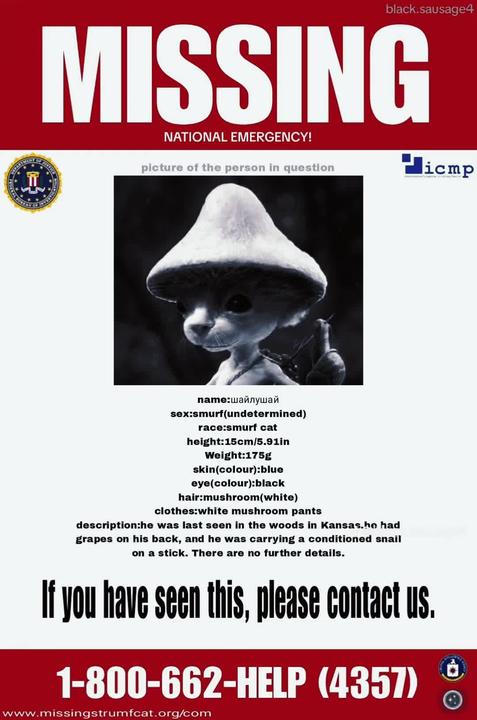 black.sausage4
MISSING
NATIONAL EMERGENCY!
picture of the person in question
icmp
name:шайлушай
sex:smurf(undetermined)
race:smurf cat
height:15cm/5.91in
Weight:175g
skin(colour):blue
eye(colour):black
hair:mushroom(white)
clothes:white mushroom pants
description:he was last seen in the woods in Kansas.he had
grapes on his back, and he was carrying a conditioned snail
on a stick. There are no further details.
If you have seen this, please contact us.
1-800-662-HELP (4357)
www.missingstrumfcat.org/com